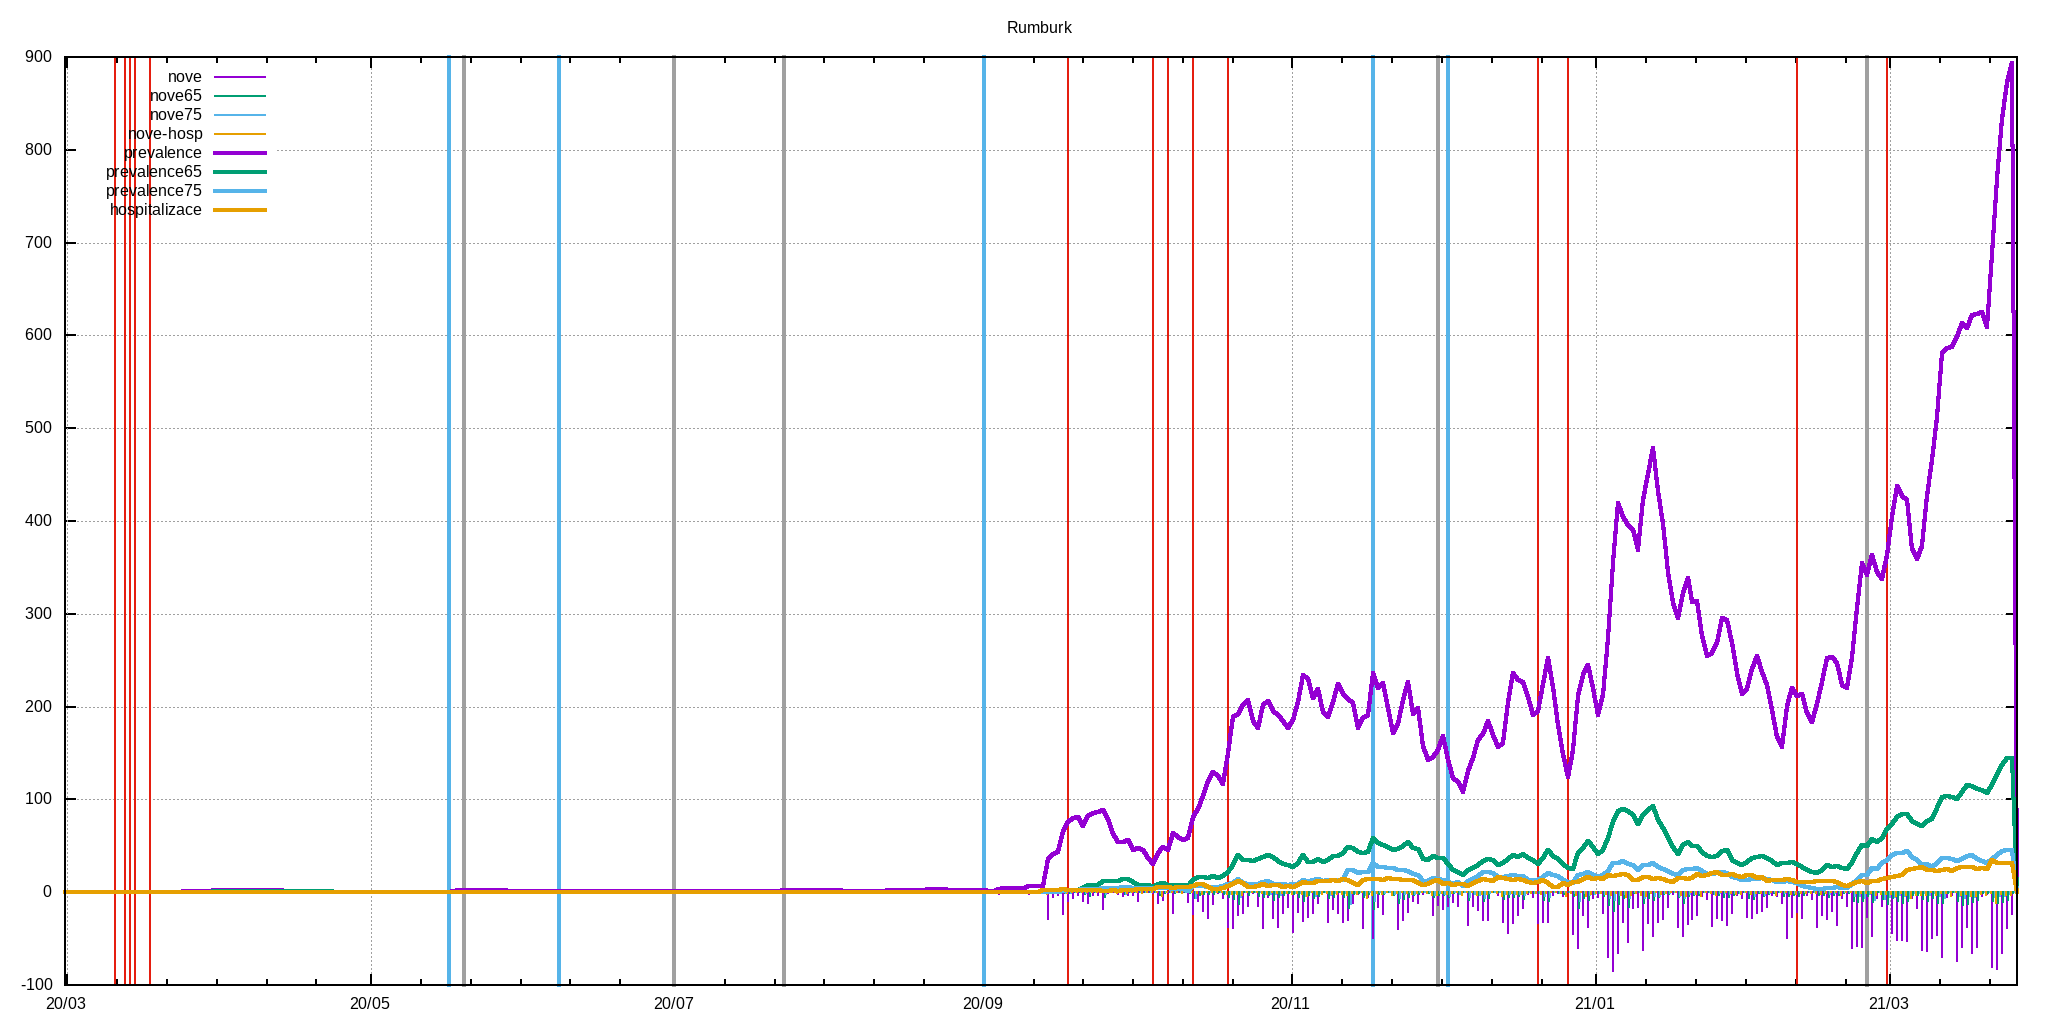 Rumburk
900
800
700
600
500
400
300
200
100
0
-100
nove
nove65
nove75
nove-hosp
prevalence
prevalence65
prevalence75
hospitalizace
20/03 20/05 20/07 20/09 20/11 21/01 21/03